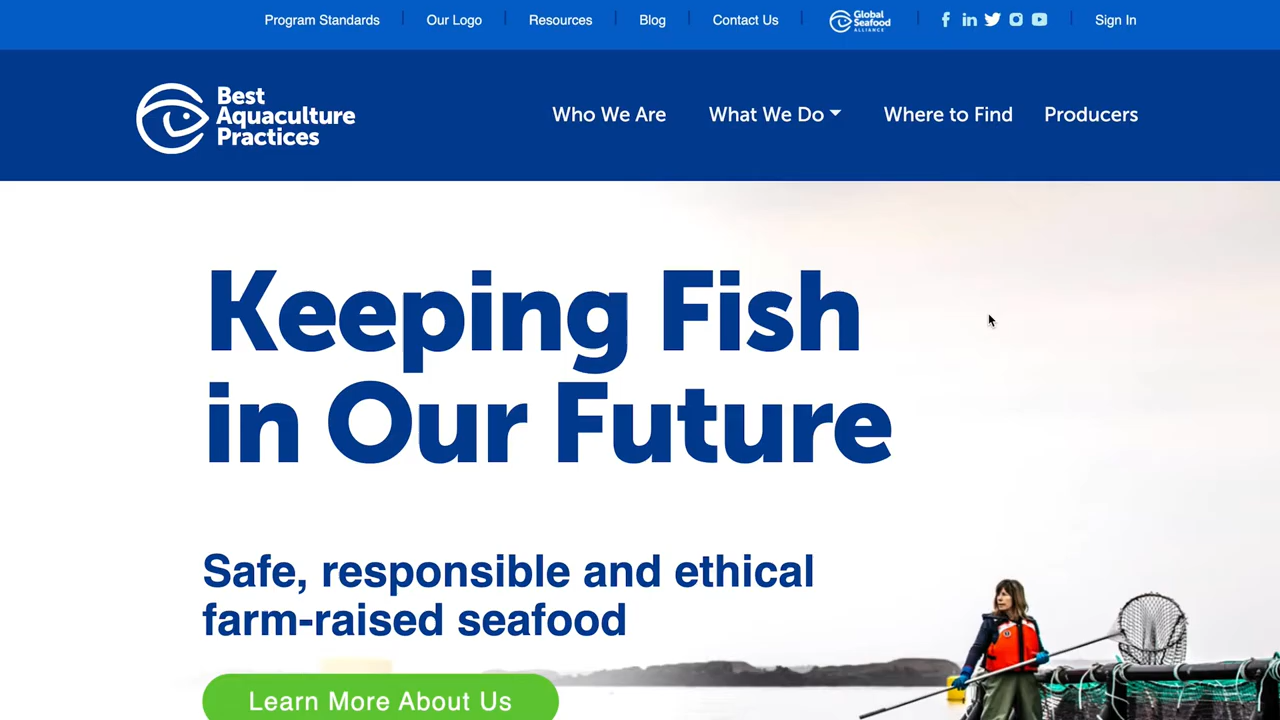 Program Standards
Our Logo
Resources
Blog
Contact Us
Global
Seafood
ALLIANCE
Sign In
Best
Aquaculture
Practices
Who We Are
What We Do
Where to Find
Producers
Keeping Fish
in Our Future
Safe, responsible and ethical
farm-raised seafood
Learn More About Us